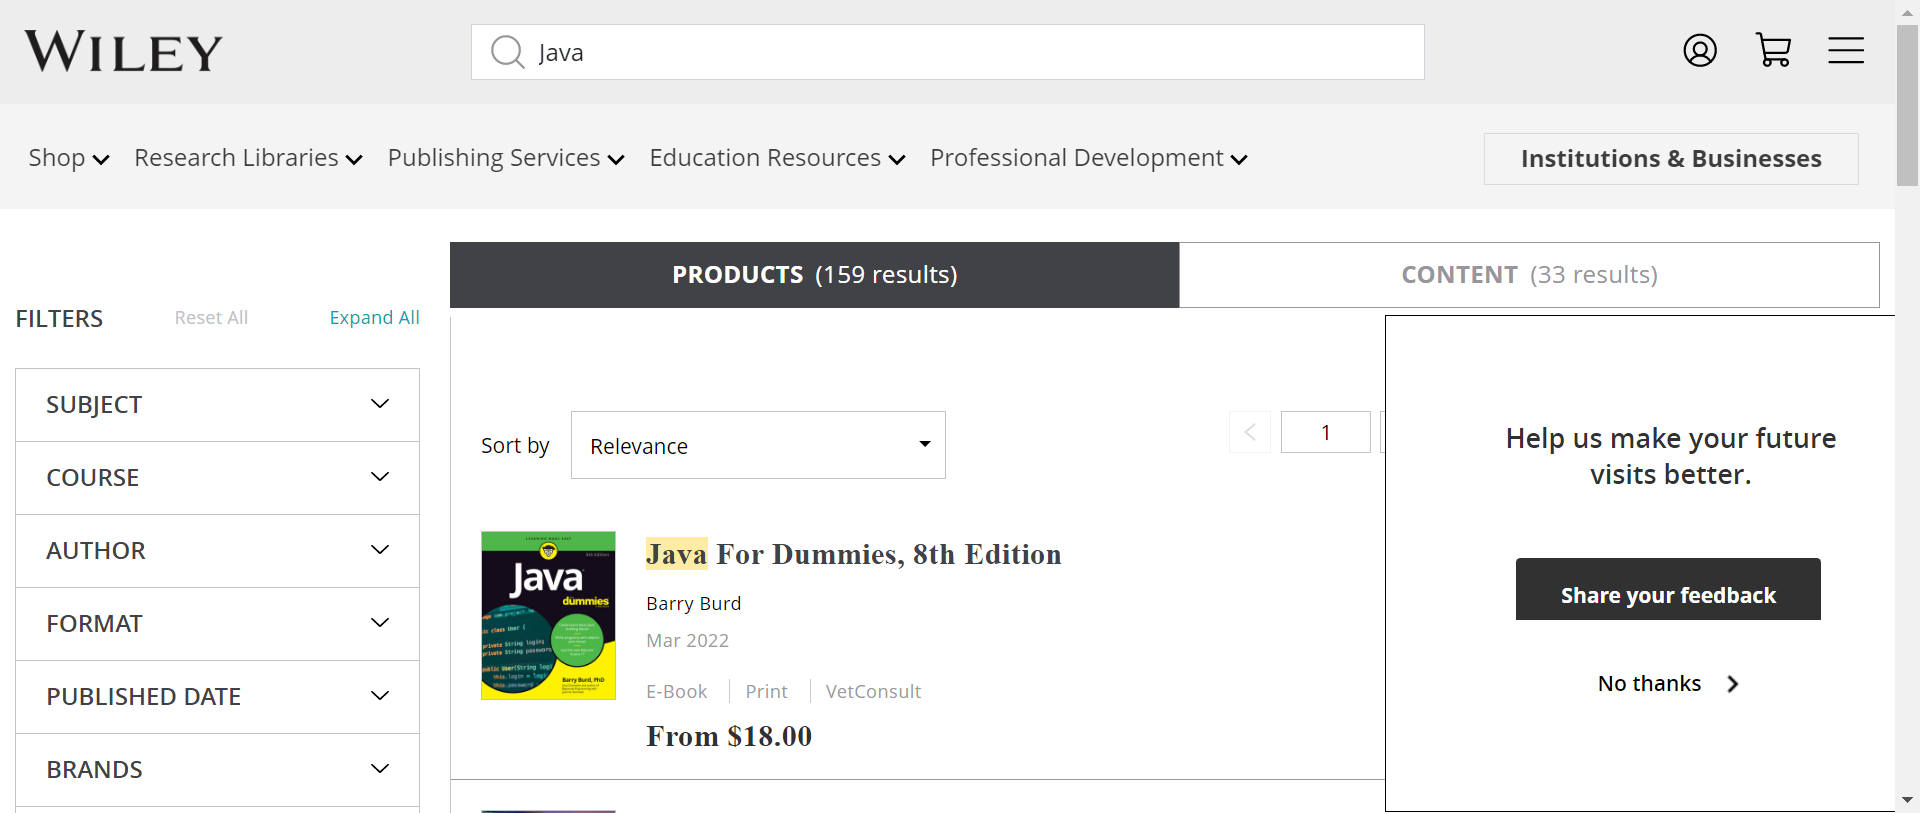 WILEY
Java
Shop
Research Libraries
Publishing Services
Education Resources
Professional Development
Institutions & Businesses
PRODUCTS (159 results)
CONTENT (33 results)
FILTERS
Reset All
Expand All
SUBJECT
COURSE
AUTHOR
FORMAT
PUBLISHED DATE
BRANDS
Sort by
Relevance
1
Java
dummies
Barry Burd, PhD
Java For Dummies, 8th Edition
Barry Burd
Mar 2022
E-Book
Print
VetConsult
From $18.00
Help us make your future
visits better.
Share your feedback
No thanks